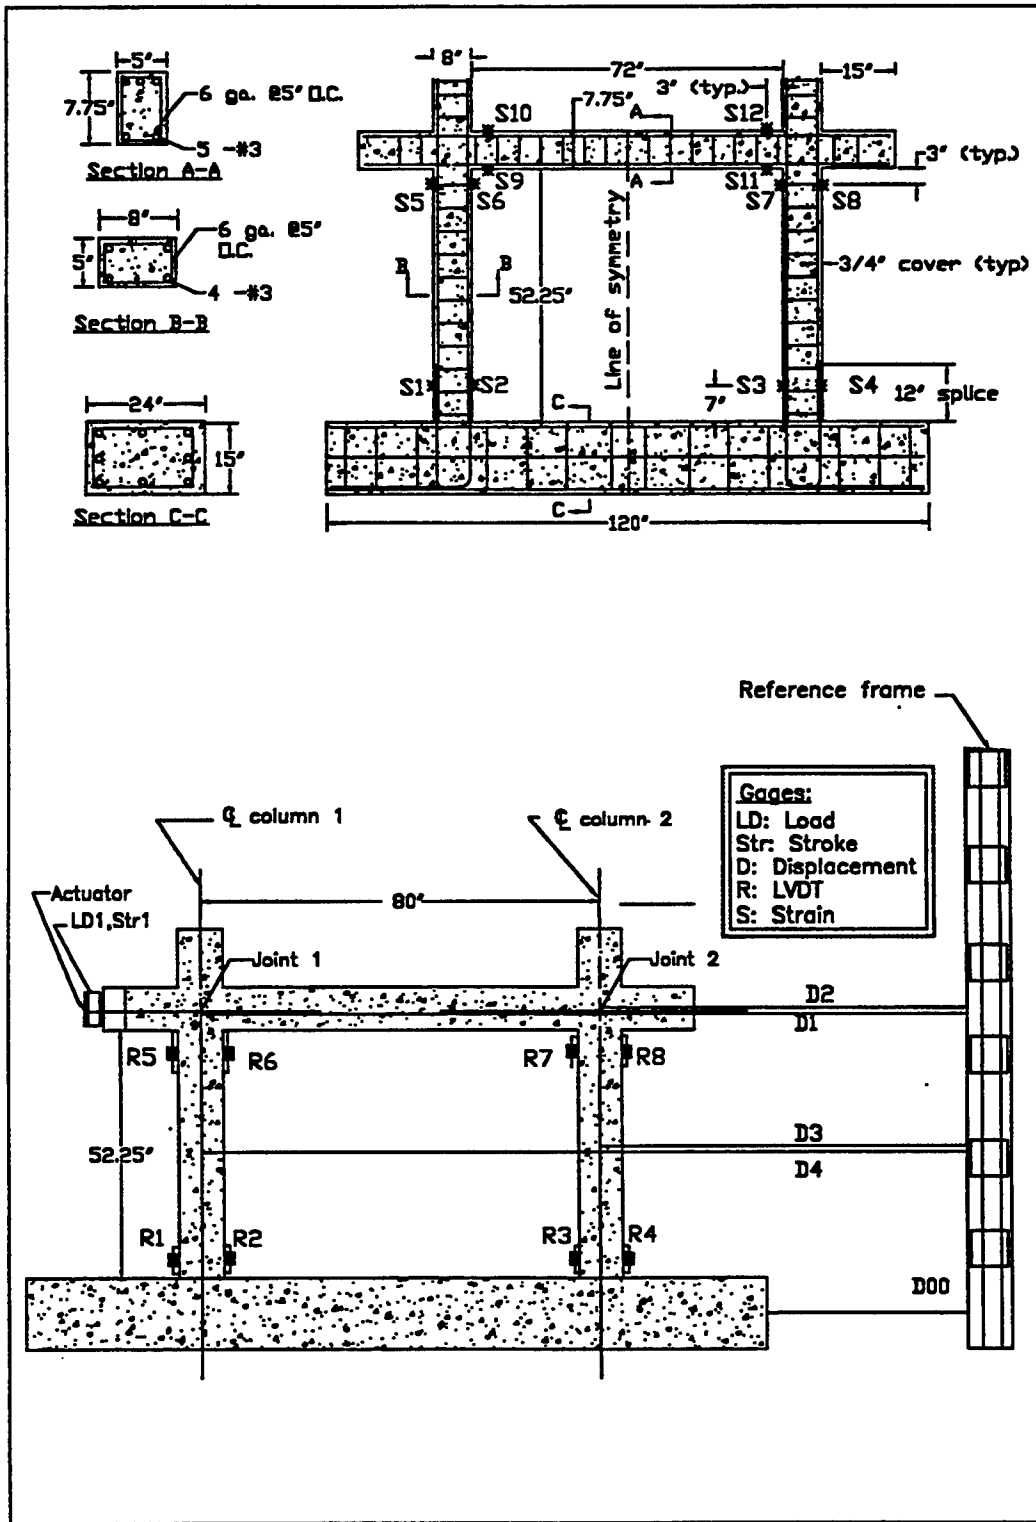 5"
7.75"
6 ga. @5" O.C.
5 -#3
Section A-A
8"
5"
6 ga. @5"
O.C.
4 -#3
Section B-B
24"
15"
Section C-C
8"
72"
15"
3" (typ.)
7.75"
A
S10
S12
3" (typ.)
S9
S11
A
S5
S6
S7
S8
B
B
52.25"
Line of symmetry
3/4" cover (typ)
S1
S2
S3
S4
7"
12" splice
C
C
120"
Reference frame
℄ column 1
℄ column 2
Gages:
LD: Load
Str: Stroke
D: Displacement
R: LVDT
S: Strain
Actuator
LD1,Str1
80"
Joint 1
Joint 2
D2
D1
R5
R6
R7
R8
52.25"
D3
D4
R1
R2
R3
R4
D00